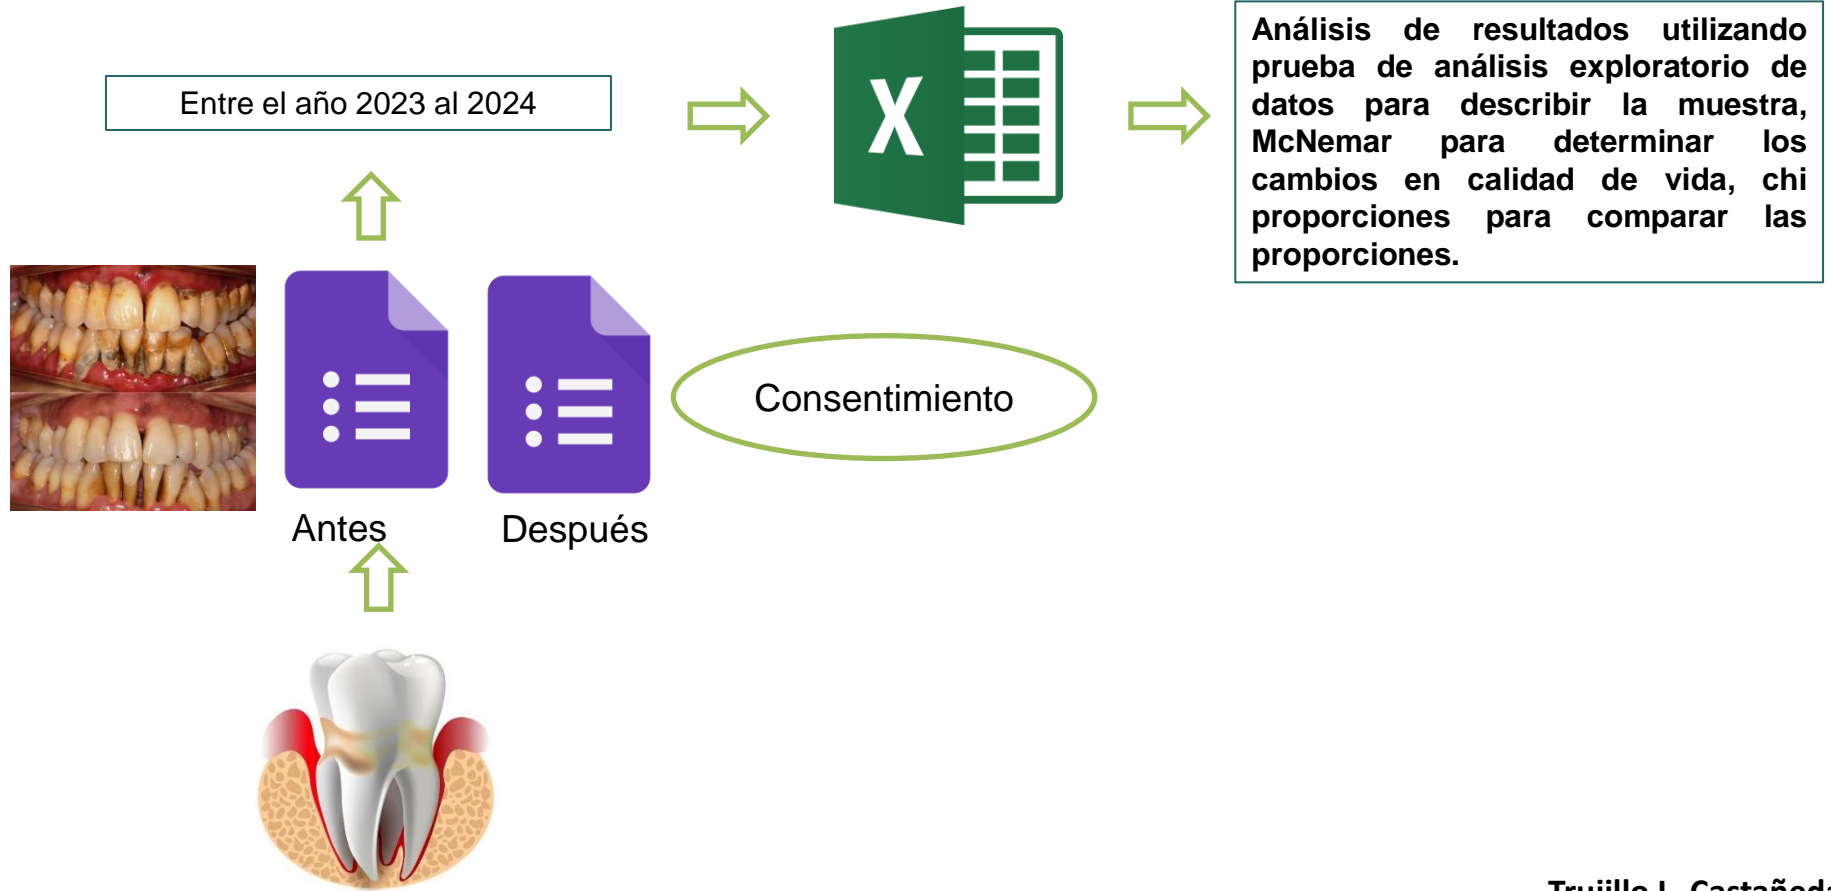 Entre el año 2023 al 2024
X
Análisis de resultados utilizando
prueba de análisis exploratorio de
datos para describir la muestra,
McNemar para determinar los
cambios en calidad de vida, chi
proporciones para comparar las
proporciones.
Consentimiento
Antes
Después
Trujillo L, Castañeda